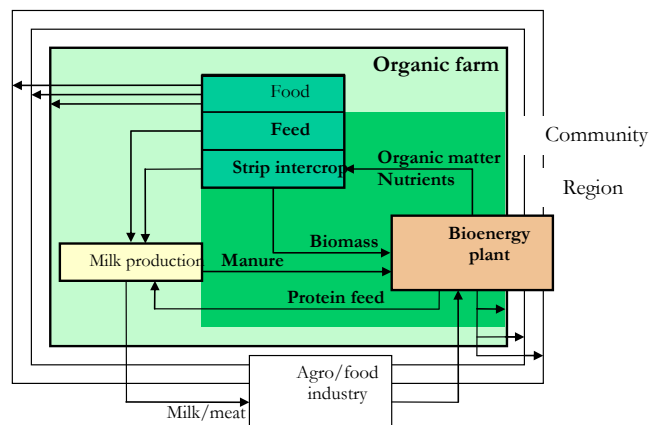 Organic farm
Food
Feed
Strip intercrop
Organic matter
Nutrients
Community
Region
Biomass
Bioenergy
plant
Milk production
Manure
Protein feed
Agro/food
industry
Milk/meat